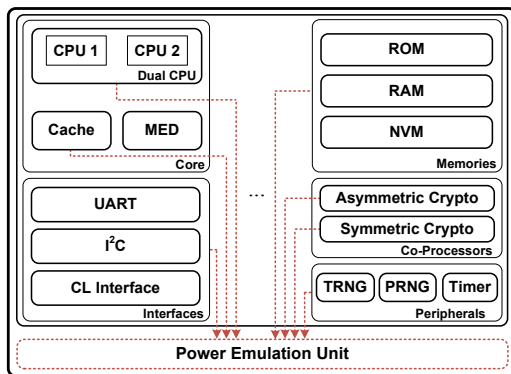 CPU 1
CPU 2
Dual CPU
Cache
MED
Core
UART
I²C
CL Interface
Interfaces
...
ROM
RAM
NVM
Memories
Asymmetric Crypto
Symmetric Crypto
Co-Processors
TRNG
PRNG
Timer
Peripherals
Power Emulation Unit